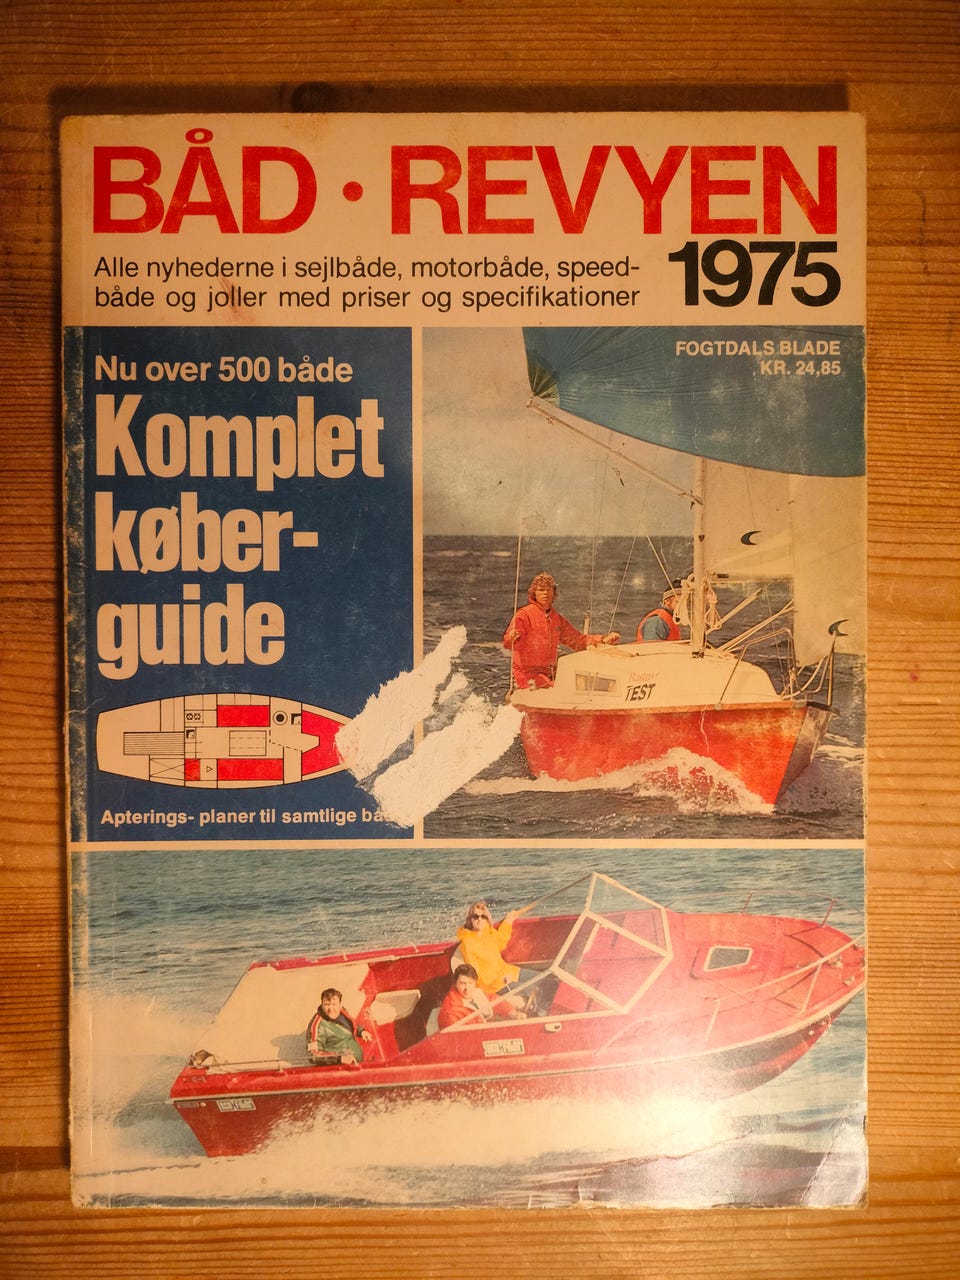 BÅD · REVYEN
1975
Alle nyhederne i sejlbåde, motorbåde, speed-
både og joller med priser og specifikationer
Nu over 500 både
Komplet
køber-
guide
Apterings- planer til samtlige
FOGTDALS BLADE
KR. 24,85
TEST